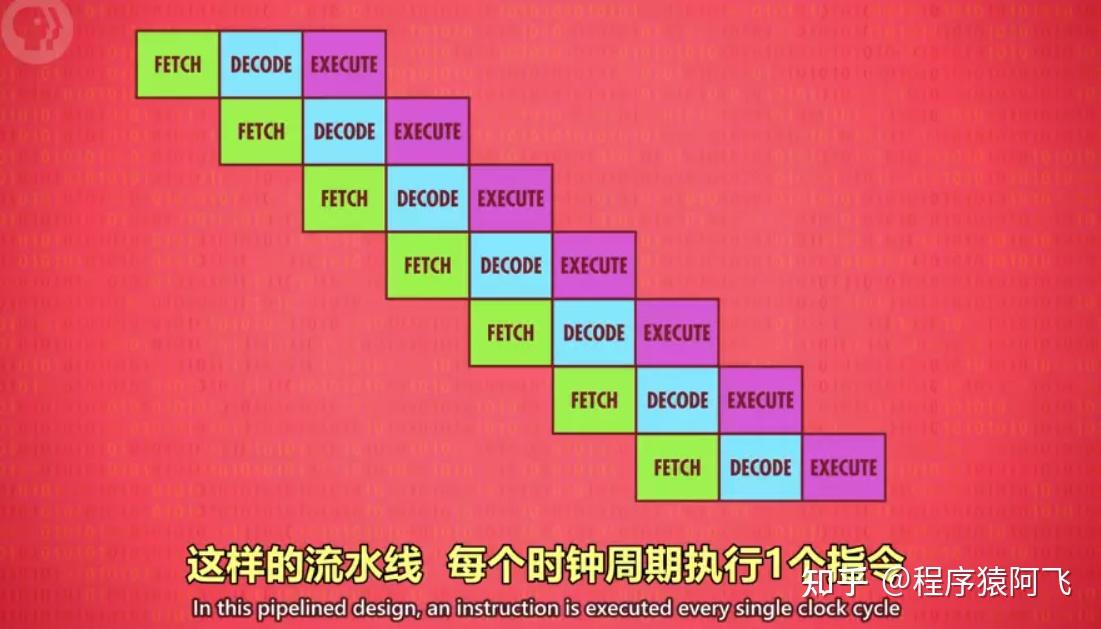 FETCH DECODE EXECUTE
FETCH DECODE EXECUTE
FETCH DECODE EXECUTE
FETCH DECODE EXECUTE
FETCH DECODE EXECUTE
FETCH DECODE EXECUTE
FETCH DECODE EXECUTE
这样的流水线 每个时钟周期执行1个指令
知乎 @程序猿阿飞
In this pipelined design, an instruction is executed every single clock cycle